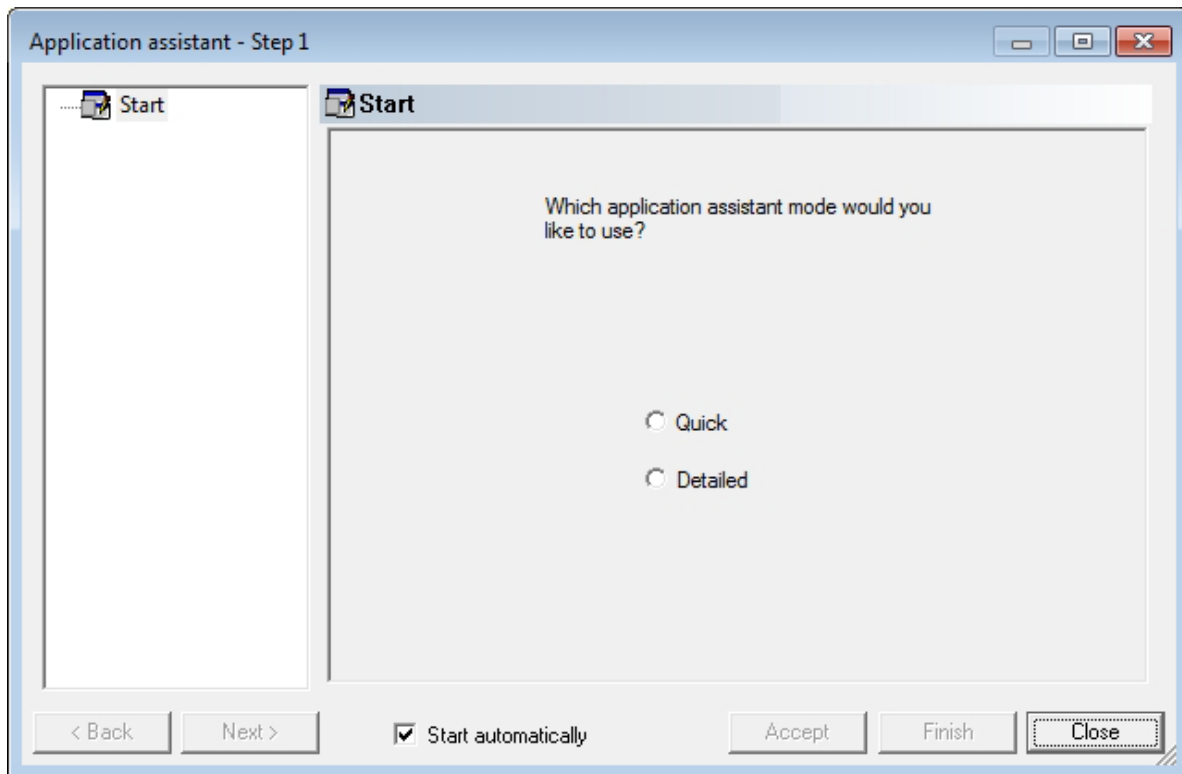 Application assistant - Step 1
Start
Start
Which application assistant mode would you
like to use?
Quick
Detailed
< Back
Next >
Start automatically
Accept
Finish
Close